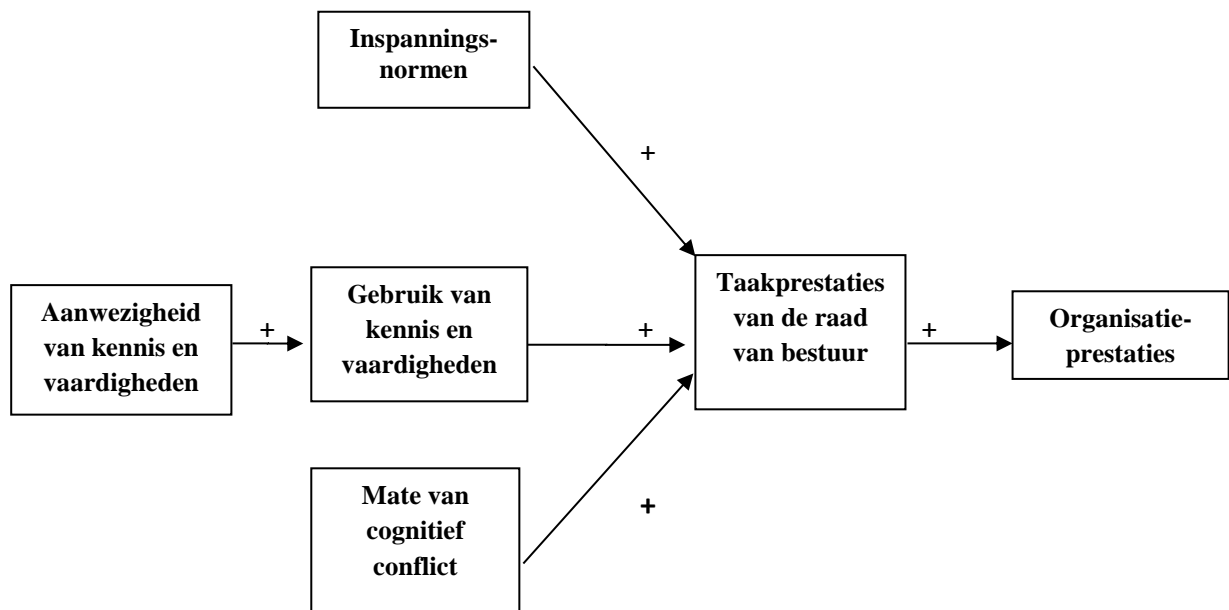 Inspannings-
normen
+
Aanwezigheid
van kennis en
vaardigheden
+
Gebruik van
kennis en
vaardigheden
+
Taakprestaties
van de raad
van bestuur
+
Organisatie-
prestaties
Mate van
cognitief
conflict
+